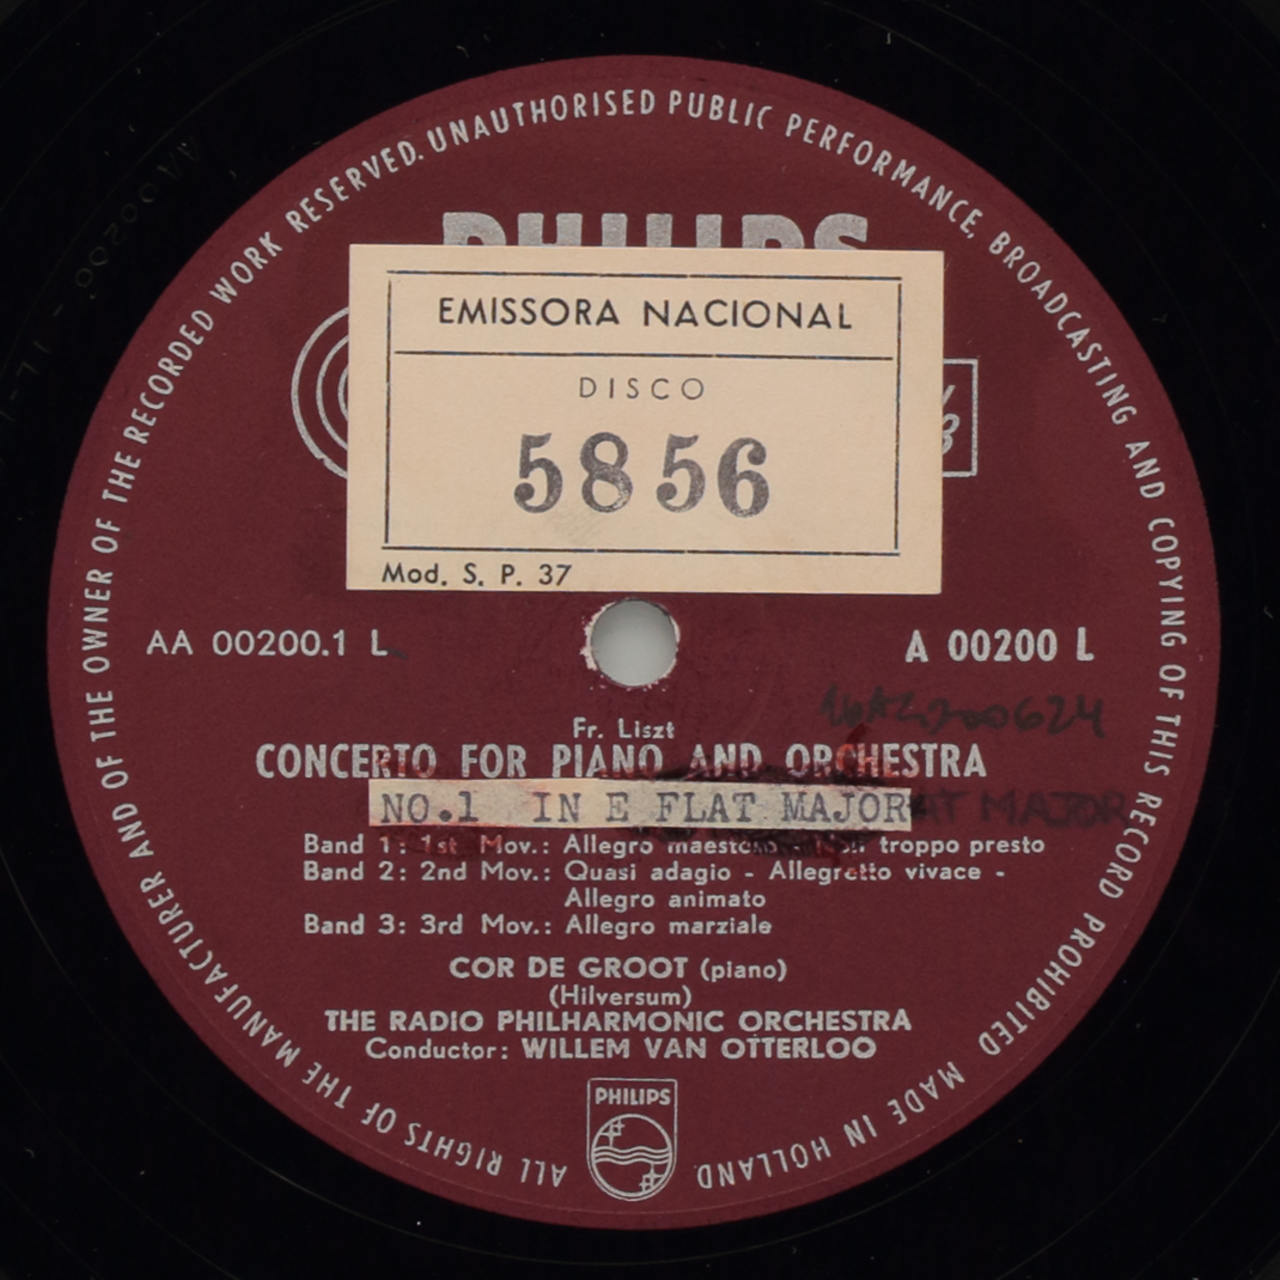 ALL RIGHTS OF THE MANUFACTURER AND OF THE OWNER OF THE RECORDED WORK RESERVED. UNAUTHORISED PUBLIC PERFORMANCE, BROADCASTING AND COPYING OF THIS RECORD PROHIBITED MADE IN HOLLAND
PHILIPS
EMISSORA NACIONAL
DISCO
5856
Mod. S. P. 37
AA 00200.1 L
A 00200 L
Fr. Liszt
CONCERTO FOR PIANO AND ORCHESTRA
NO.1 IN E FLAT MAJOR AT MAJOR
Band 1: 1st Mov.: Allegro troppo presto
Band 2: 2nd Mov.: Quasi adagio - Allegretto vivace -
Allegro animato
Band 3: 3rd Mov.: Allegro marziale
COR DE GROOT (piano)
(Hilversum)
THE RADIO PHILHARMONIC ORCHESTRA
Conductor: WILLEM VAN OTTERLOO
PHILIPS